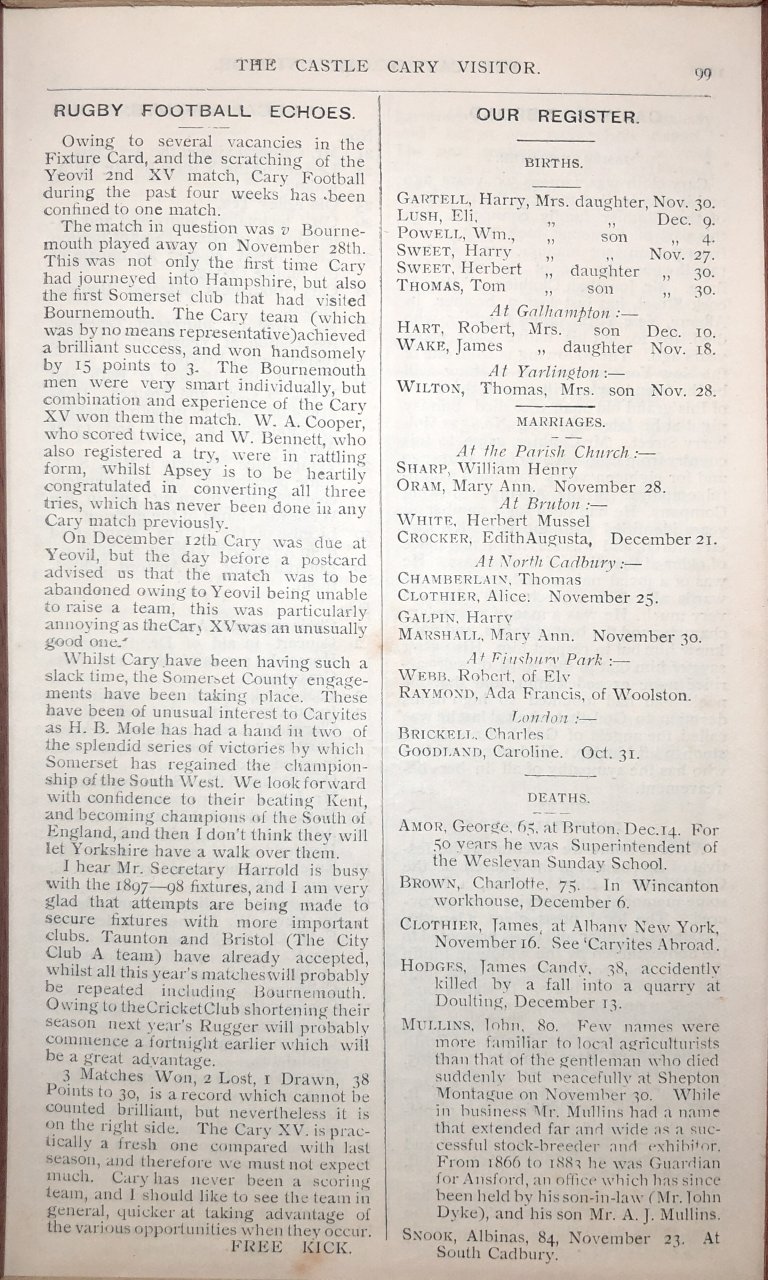 THE CASTLE CARY VISITOR.
99
RUGBY FOOTBALL ECHOES.
Owing to several vacancies in the
Fixture Card, and the scratching of the
Yeovil 2nd XV match, Cary Football
during the past four weeks has been
confined to one match.
The match in question was v Bourne-
mouth played away on November 28th.
This was not only the first time Cary
had journeyed into Hampshire, but also
the first Somerset club that had visited
Bournemouth. The Cary team (which
was by no means representative)achieved
a brilliant success, and won handsomely
by 15 points to 3. The Bournemouth
men were very smart individually, but
combination and experience of the Cary
XV won them the match. W. A. Cooper,
who scored twice, and W. Bennett, who
also registered a try, were in rattling
form, whilst Apsey is to be heartily
congratulated in converting all three
tries, which has never been done in any
Cary match previously.
On December 12th Cary was due at
Yeovil, but the day before a postcard
advised us that the match was to be
abandoned owing to Yeovil being unable
to raise a team, this was particularly
annoying as theCary XVwas an unusually
good one.
Whilst Cary have been having such a
slack time, the Somerset County engage-
ments have been taking place. These
have been of unusual interest to Caryites
as H. B. Mole has had a hand in two of
the splendid series of victories by which
Somerset has regained the champion-
ship of the South West. We look forward
with confidence to their beating Kent,
and becoming champions of the South of
England, and then I don't think they will
let Yorkshire have a walk over them.
I hear Mr. Secretary Harrold is busy
with the 1897—98 fixtures, and I am very
glad that attempts are being made to
secure fixtures with more important
clubs. Taunton and Bristol (The City
Club A team) have already accepted,
whilst all this year's matches will probably
be repeated including Bournemouth.
Owing to theCricketClub shortening their
season next year's Rugger will probably
commence a fortnight earlier which will
be a great advantage.
3 Matches Won, 2 Lost, 1 Drawn, 38
Points to 30, is a record which cannot be
counted brilliant, but nevertheless it is
on the right side. The Cary XV. is prac-
tically a fresh one compared with last
season, and therefore we must not expect
much. Cary has never been a scoring
team, and I should like to see the team in
general, quicker at taking advantage of
the various opportunities when they occur.
FREE KICK.
OUR REGISTER.
BIRTHS.
GARTELL, Harry, Mrs. daughter, Nov. 30.
LUSH, Eli, „ „ Dec. 9.
POWELL, Wm., „ son „ 4.
SWEET, Harry „ „ Nov. 27.
SWEET, Herbert „ daughter „ 30.
THOMAS, Tom „ son „ 30.
At Galhampton :—
HART, Robert, Mrs. son Dec. 10.
WAKE, James „ daughter Nov. 18.
At Yarlington :—
WILTON, Thomas, Mrs. son Nov. 28.
MARRIAGES.
At the Parish Church :—
SHARP, William Henry
ORAM, Mary Ann. November 28.
At Bruton :—
WHITE, Herbert Mussel
CROCKER, EdithAugusta, December 21.
At North Cadbury :—
CHAMBERLAIN, Thomas
CLOTHIER, Alice. November 25.
GALPIN, Harry
MARSHALL, Mary Ann. November 30.
At Finsbury Park :—
WEBB, Robert, of Elv
RAYMOND, Ada Francis, of Woolston.
London :—
BRICKELL, Charles
GOODLAND, Caroline. Oct. 31.
DEATHS.
AMOR, George, 65, at Bruton, Dec.14. For
50 years he was Superintendent of
the Wesleyan Sunday School.
BROWN, Charlotte, 75. In Wincanton
workhouse, December 6.
CLOTHIER, James, at Albany New York,
November 16. See 'Caryites Abroad.
HODGES, James Candy, 38, accidently
killed by a fall into a quarry at
Doulting, December 13.
MULLINS, John, 80. Few names were
more familiar to local agriculturists
than that of the gentleman who died
suddenly but peacefully at Shepton
Montague on November 30. While
in business Mr. Mullins had a name
that extended far and wide as a suc-
cessful stock-breeder and exhibitor.
From 1866 to 1883 he was Guardian
for Ansford, an office which has since
been held by his son-in-law (Mr. John
Dyke), and his son Mr. A. J. Mullins.
SNOOK, Albinas, 84, November 23. At
South Cadbury.